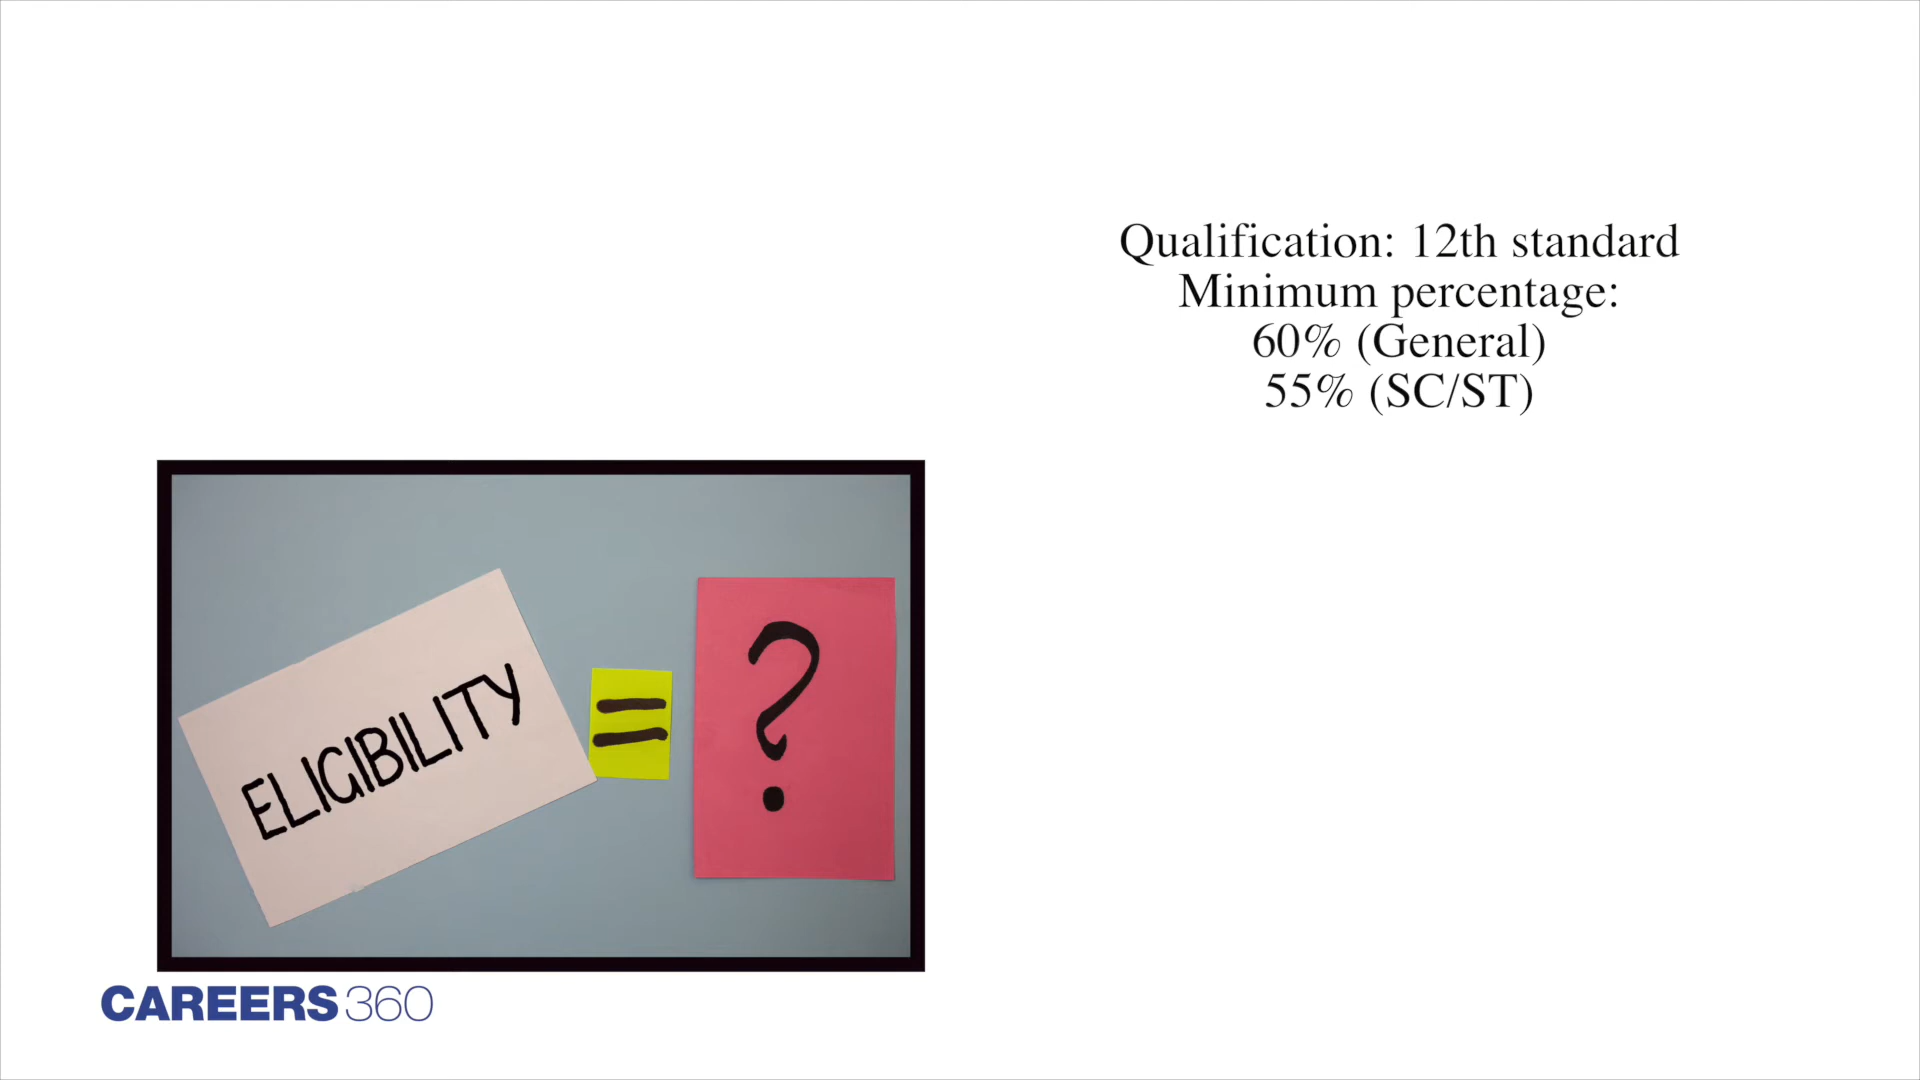 Qualification: 12th standard
Minimum percentage:
60% (General)
55% (SC/ST)
ELIGIBILITY = ?
CAREERS360